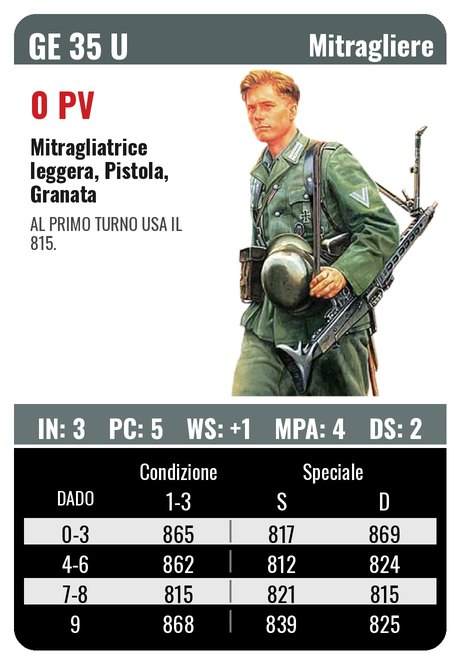 GE 35 U Mitragliere
0 PV
Mitragliatrice
leggera, Pistola,
Granata
AL PRIMO TURNO USA IL
815.
IN: 3 PC: 5 WS: +1 MPA: 4 DS: 2
Condizione Speciale
DADO 1-3 S D
0-3 865 817 869
4-6 862 812 824
7-8 815 821 815
9 868 839 825